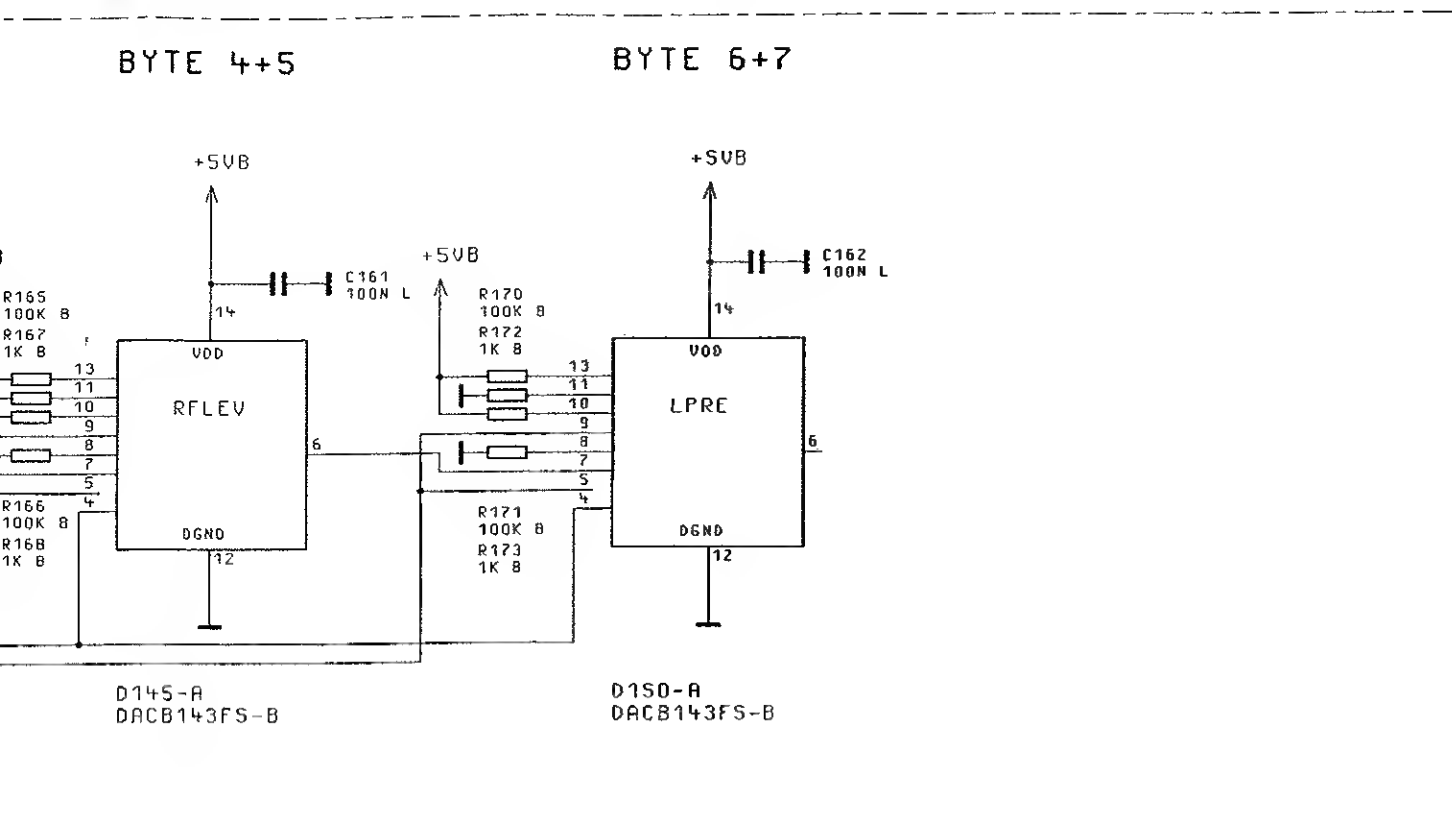 BYTE 4+5
BYTE 6+7
+5VB
+5VB
+5VB
C161
100N L
C162
100N L
R165
100K B
R167
1K B
14
VDD
RFLEV
13
11
10
9
8
7
5
4
6
DGND
12
R166
100K B
R168
1K B
R170
100K B
R172
1K B
14
VDD
LPRE
13
11
10
9
8
7
5
4
6
DGND
12
R171
100K B
R173
1K B
D145-A
DAC8143FS-B
D150-A
DAC8143FS-B